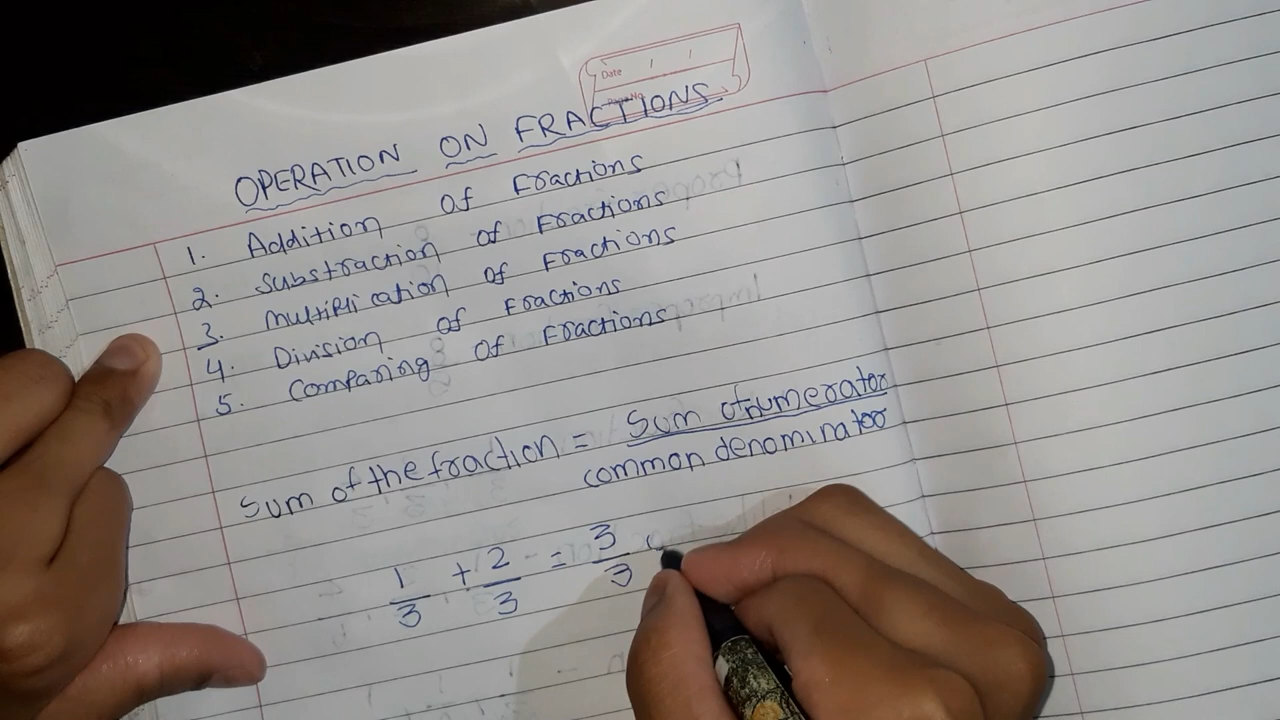 Date / /
OPERATION ON FRACTIONS
1. Addition of Fractions
2. Substraction of Fractions
3. Multiplication of Fractions
4. Division of Fractions
5. Comparing of Fractions
Sum of the fraction = Sum of numerator
common denominator
1/3 + 2/3 = 3/3